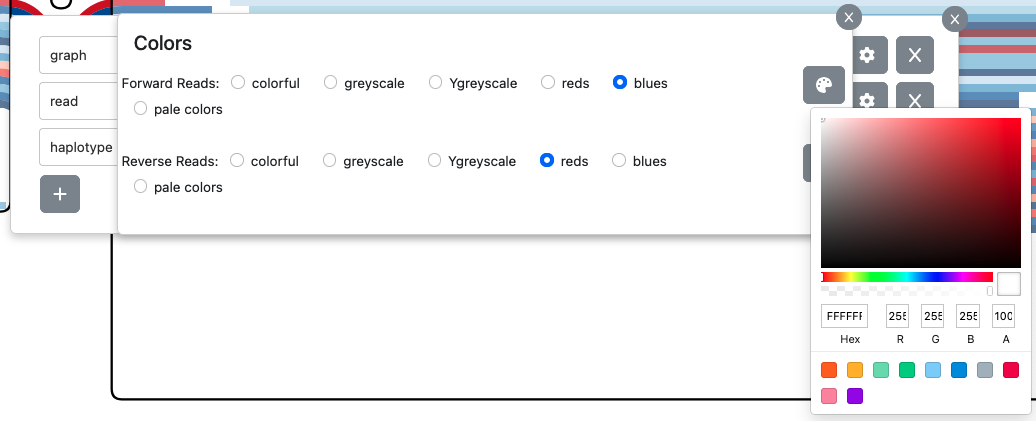 Colors
graph
Forward Reads: colorful greyscale Ygreyscale reds blues
pale colors
read
haplotype
Reverse Reads: colorful greyscale Ygreyscale reds blues
pale colors
+
X
X
X
X
FFFFFF 255 255 255 100
Hex R G B A